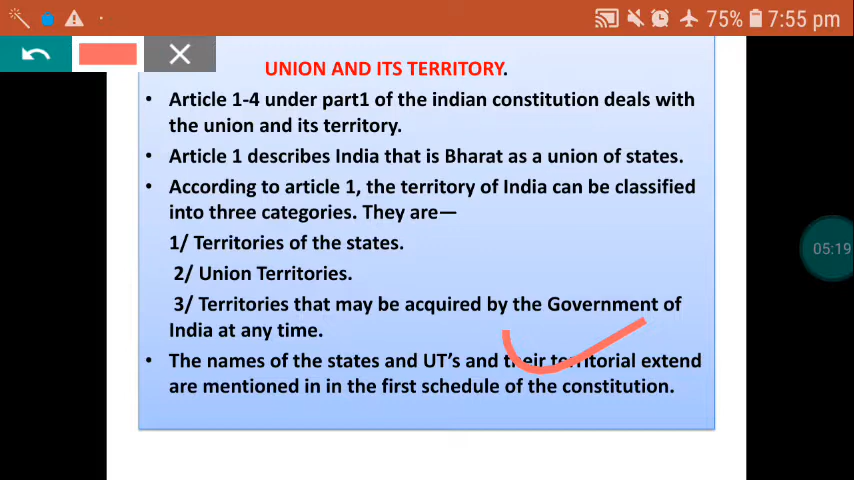 75% 7:55 pm
UNION AND ITS TERRITORY.
• Article 1-4 under part1 of the indian constitution deals with
the union and its territory.
• Article 1 describes India that is Bharat as a union of states.
• According to article 1, the territory of India can be classified
into three categories. They are—
1/ Territories of the states.
2/ Union Territories.
3/ Territories that may be acquired by the Government of
India at any time.
05:19
• The names of the states and UT's and their territorial extend
are mentioned in in the first schedule of the constitution.